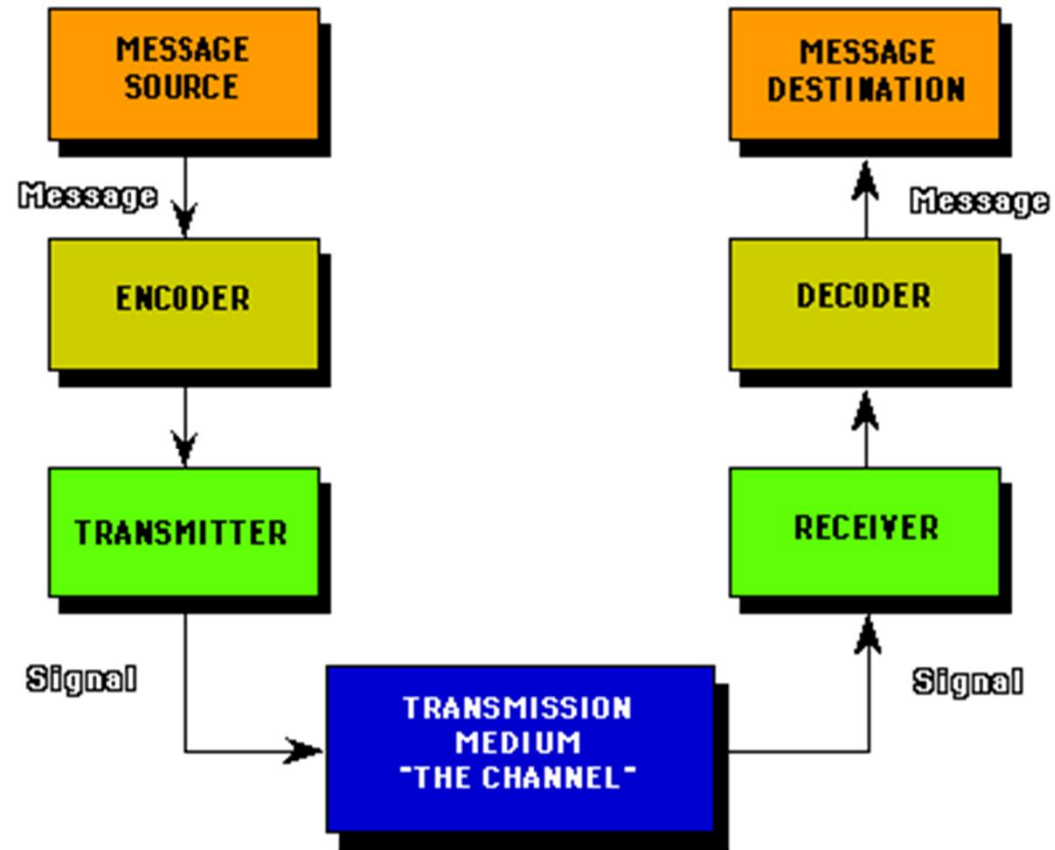 MESSAGE
SOURCE
Message
ENCODER
TRANSMITTER
Signal
TRANSMISSION
MEDIUM
"THE CHANNEL"
Signal
RECEIVER
DECODER
Message
MESSAGE
DESTINATION